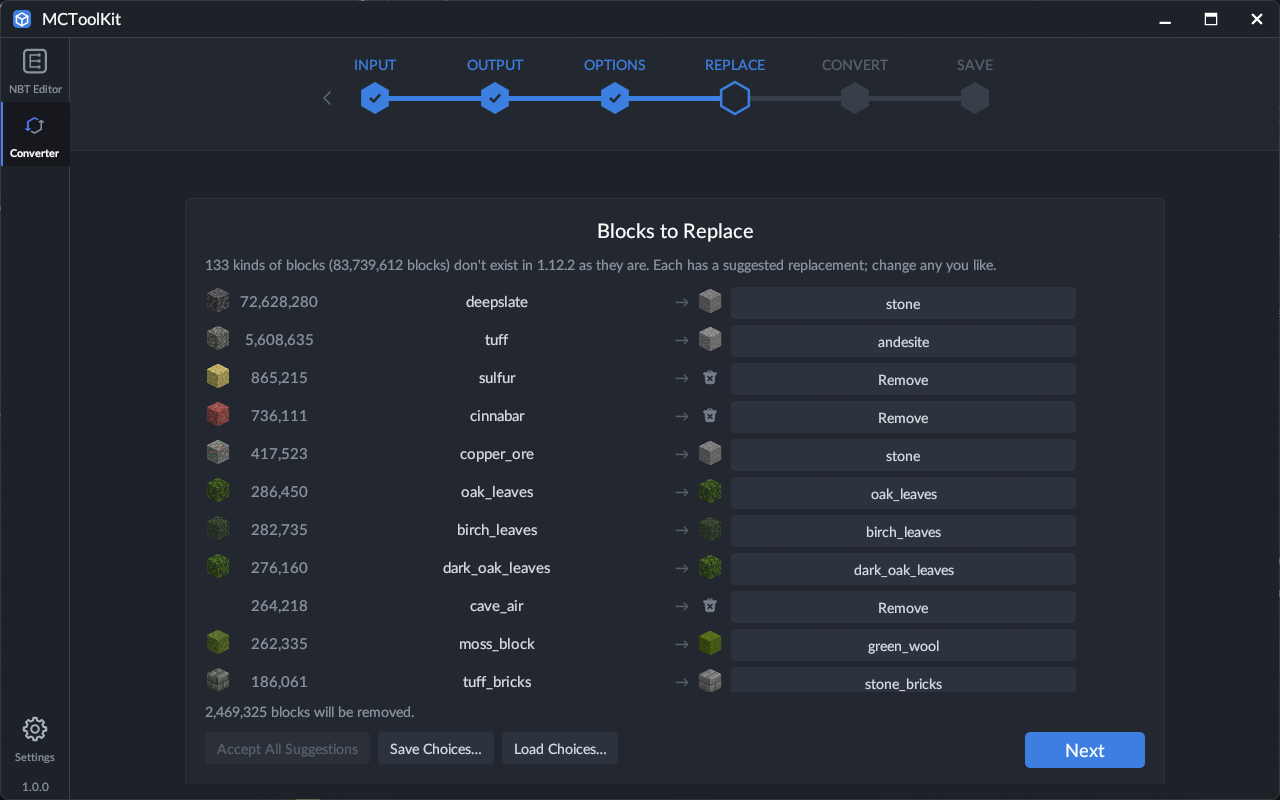 MCToolKit
NBT Editor
Converter
INPUT OUTPUT OPTIONS REPLACE CONVERT SAVE
Blocks to Replace
133 kinds of blocks (83,739,612 blocks) don't exist in 1.12.2 as they are. Each has a suggested replacement; change any you like.
72,628,280 deepslate → stone
5,608,635 tuff → andesite
865,215 sulfur → Remove
736,111 cinnabar → Remove
417,523 copper_ore → stone
286,450 oak_leaves → oak_leaves
282,735 birch_leaves → birch_leaves
276,160 dark_oak_leaves → dark_oak_leaves
264,218 cave_air → Remove
262,335 moss_block → green_wool
186,061 tuff_bricks → stone_bricks
2,469,325 blocks will be removed.
Accept All Suggestions Save Choices... Load Choices... Next
Settings
1.0.0